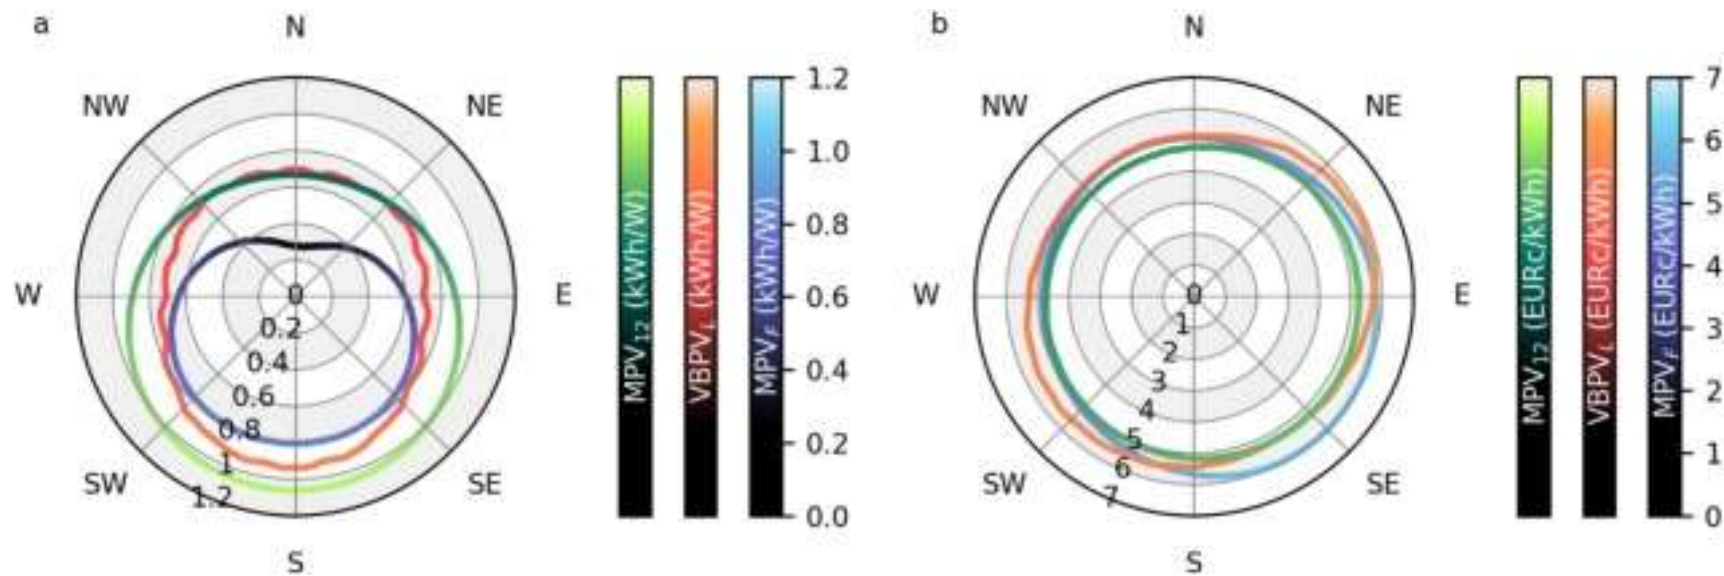 a
N
NW
NE
W
E
SW
SE
S
0
0.2
0.4
0.6
0.8
1
1.2
MPV12 (kWh/W)
VBPVL (kWh/W)
MPVF (kWh/W)
1.2
1.0
0.8
0.6
0.4
0.2
0.0
b
N
NW
NE
W
E
SW
SE
S
0
1
2
3
4
5
6
7
MPV12 (EURc/kWh)
VBPVL (EURc/kWh)
MPVF (EURc/kWh)
7
6
5
4
3
2
1
0